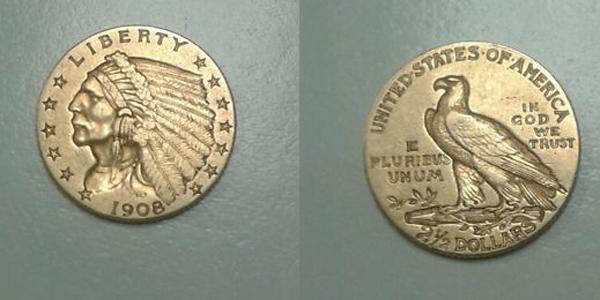 LIBERTY
1908
UNITED·STATES·OF·AMERICA
E
PLURIBUS
UNUM
IN
GOD
WE
TRUST
2½ DOLLARS